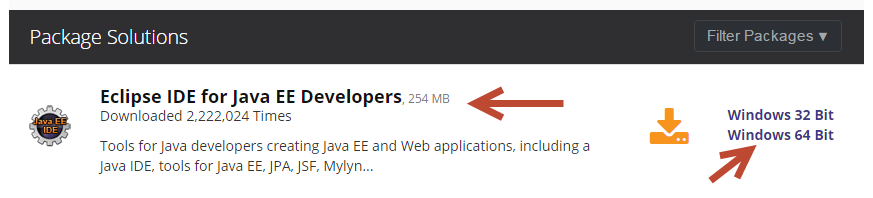 Package Solutions
Filter Packages ▼
Eclipse IDE for Java EE Developers, 254 MB
Downloaded 2,222,024 Times
Java EE
IDE
Tools for Java developers creating Java EE and Web applications, including a
Java IDE, tools for Java EE, JPA, JSF, Mylyn...
Windows 32 Bit
Windows 64 Bit